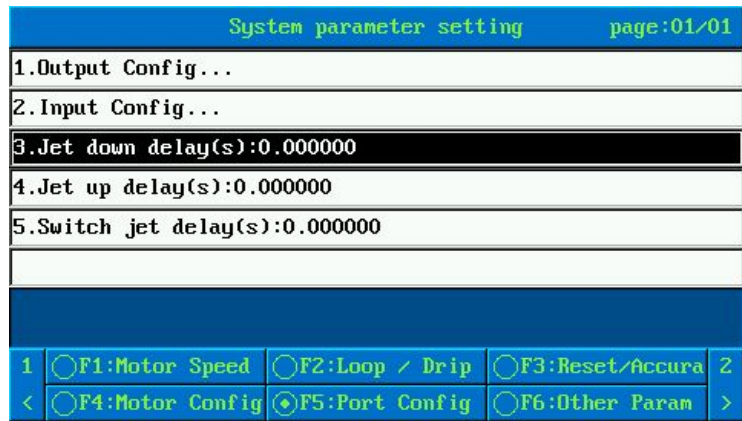 System parameter setting page:01/01
1.Output Config...
2.Input Config...
3.Jet down delay(s):0.000000
4.Jet up delay(s):0.000000
5.Switch jet delay(s):0.000000
1 F1:Motor Speed F2:Loop / Drip F3:Reset/Accura 2
< F4:Motor Config F5:Port Config F6:Other Param >